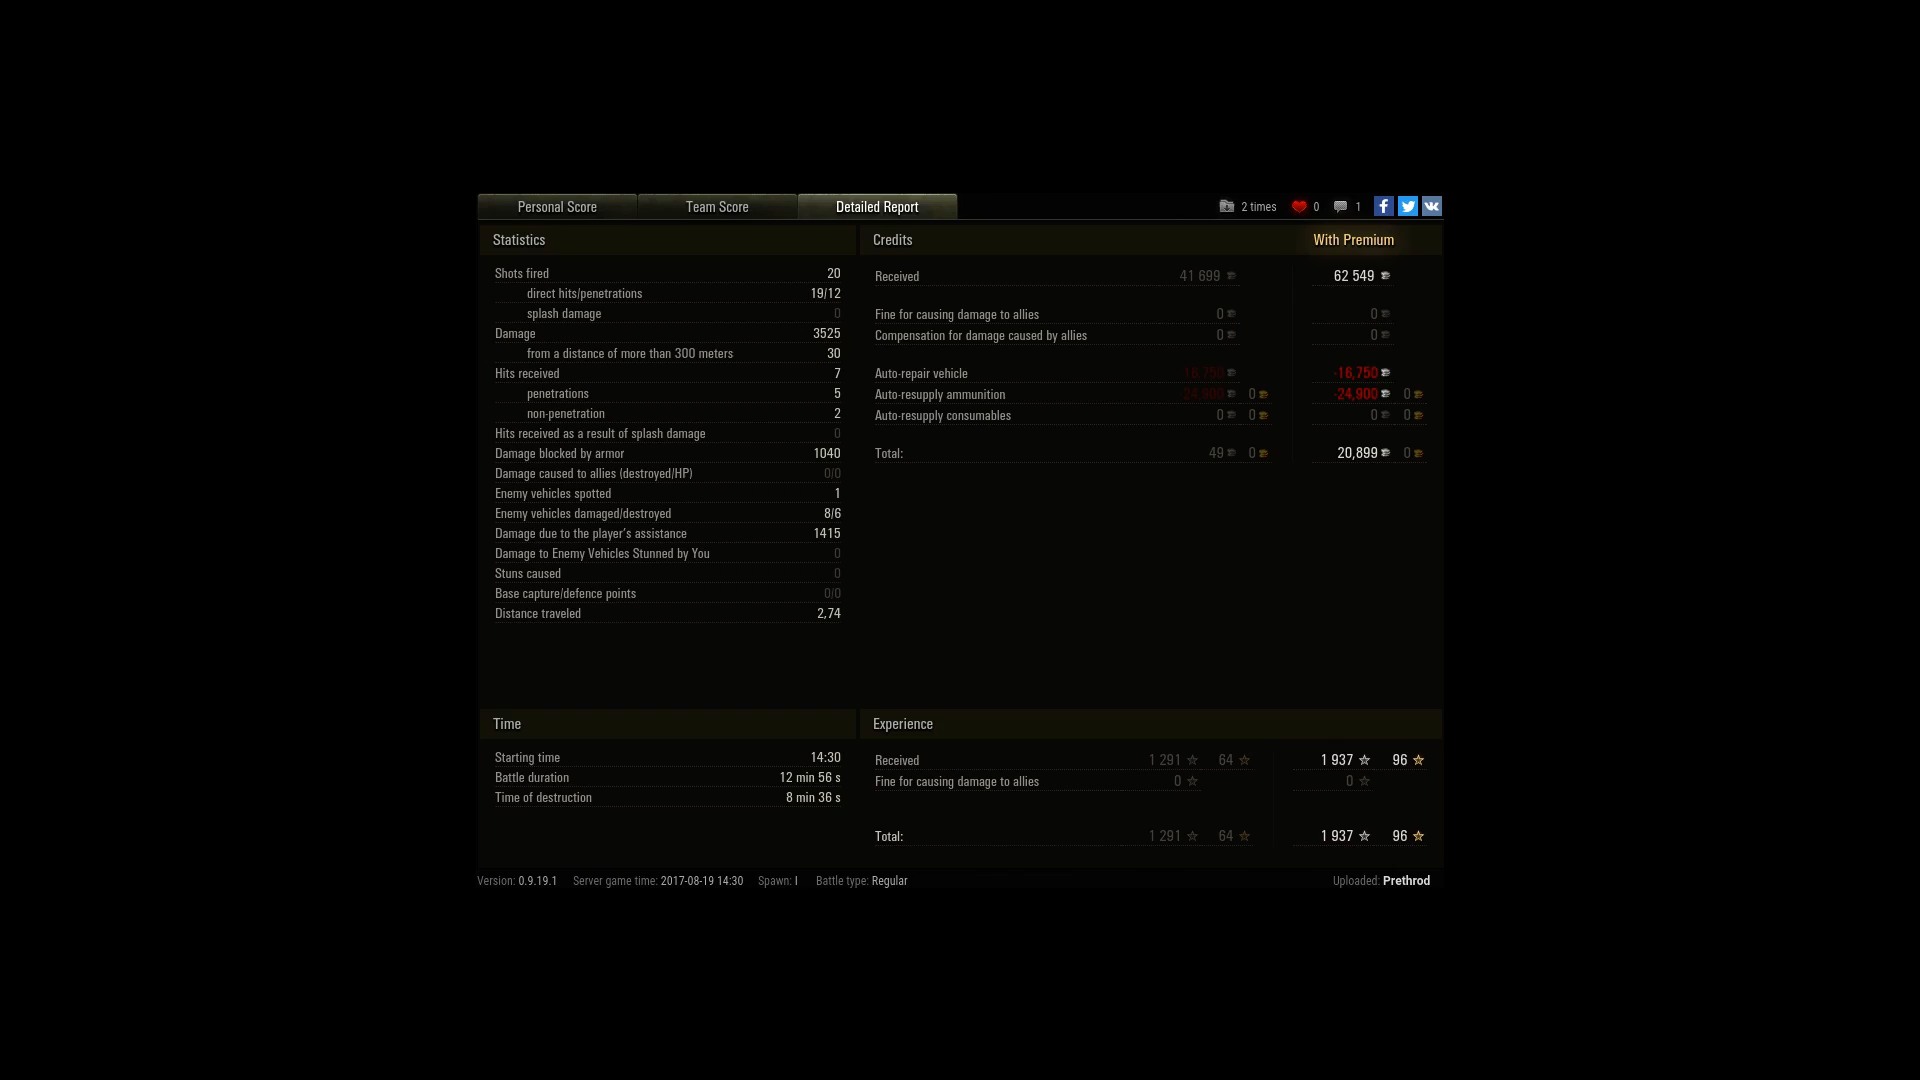 Personal Score Team Score Detailed Report 2 times 0 1
Statistics
Shots fired 20
direct hits/penetrations 19/12
splash damage 0
Damage 3525
from a distance of more than 300 meters 30
Hits received 7
penetrations 5
non-penetration 2
Hits received as a result of splash damage 0
Damage blocked by armor 1040
Damage caused to allies (destroyed/HP) 0/0
Enemy vehicles spotted 1
Enemy vehicles damaged/destroyed 8/6
Damage due to the player's assistance 1415
Damage to Enemy Vehicles Stunned by You 0
Stuns caused 0
Base capture/defence points 0/0
Distance traveled 2,74
Credits With Premium
Received 41 699 62 549
Fine for causing damage to allies 0 0
Compensation for damage caused by allies 0 0
Auto-repair vehicle -16,750 -16,750
Auto-resupply ammunition -24,900 0 -24,900 0
Auto-resupply consumables 0 0 0 0
Total: 49 0 20,899 0
Time
Starting time 14:30
Battle duration 12 min 56 s
Time of destruction 8 min 36 s
Experience
Received 1 291 64 1 937 96
Fine for causing damage to allies 0 0
Total: 1 291 64 1 937 96
Version: 0.9.19.1 Server game time: 2017-08-19 14:30 Spawn: I Battle type: Regular Uploaded: Prethrod